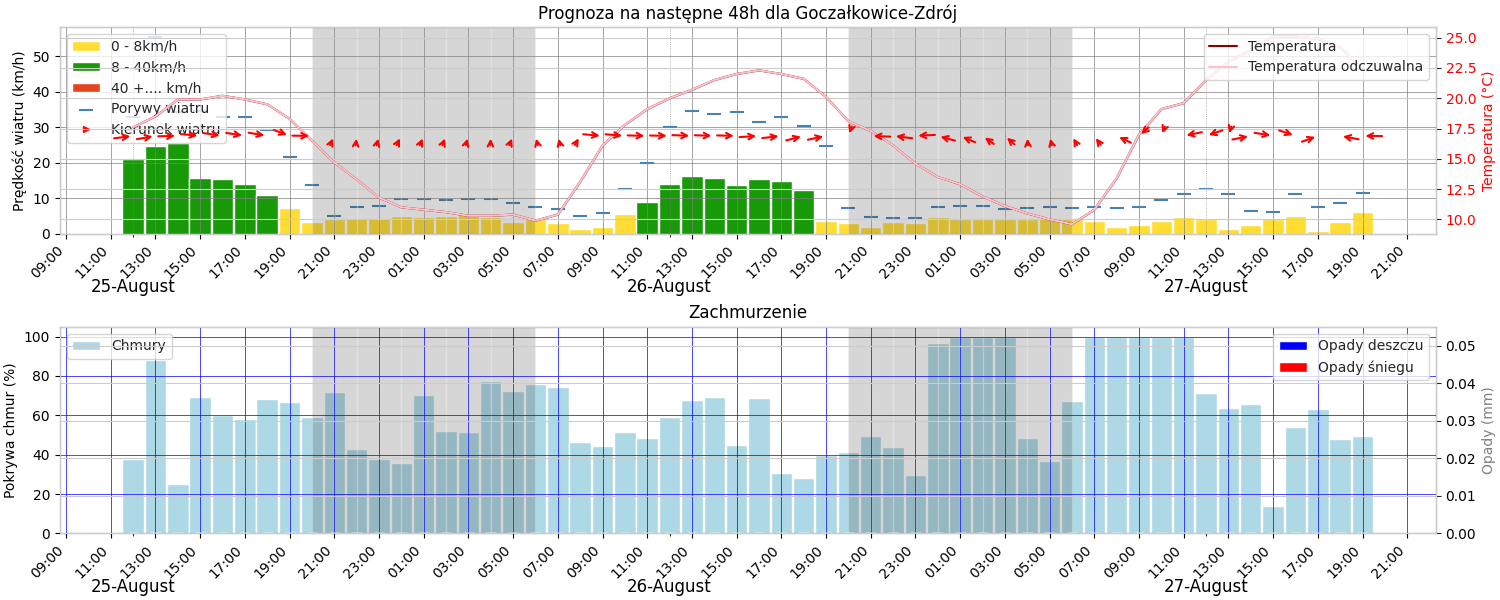 Prognoza na następne 48h dla Goczałkowice-Zdrój
Prędkość wiatru (km/h)
50
40
30
20
10
0
0 - 8km/h
8 - 40km/h
40 +.... km/h
Porywy wiatru
Kierunek wiatru
Temperatura
Temperatura odczuwalna
25.0
22.5
20.0
17.5
15.0
12.5
10.0
Temperatura (°C)
09:00 11:00 13:00 15:00 17:00 19:00 21:00 23:00 01:00 03:00 05:00 07:00 09:00 11:00 13:00 15:00 17:00 19:00 21:00 23:00 01:00 03:00 05:00 07:00 09:00 11:00 13:00 15:00 17:00 19:00 21:00
25-August 26-August 27-August
Zachmurzenie
Pokrywa chmur (%)
100
80
60
40
20
0
Chmury
Opady deszczu
Opady śniegu
0.05
0.04
0.03
0.02
0.01
0.00
Opady (mm)
09:00 11:00 13:00 15:00 17:00 19:00 21:00 23:00 01:00 03:00 05:00 07:00 09:00 11:00 13:00 15:00 17:00 19:00 21:00 23:00 01:00 03:00 05:00 07:00 09:00 11:00 13:00 15:00 17:00 19:00 21:00
25-August 26-August 27-August